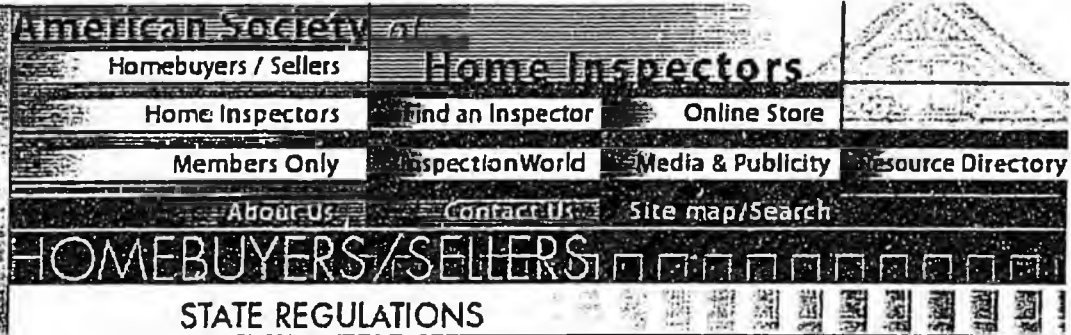 American Society of
Homebuyers / Sellers
Home Inspectors
Home Inspectors
Find an Inspector
Online Store
Members Only
InspectionWorld
Media & Publicity
Resource Directory
About Us
Contact Us
Site map/Search
HOMEBUYERS/SELLERS
STATE REGULATIONS